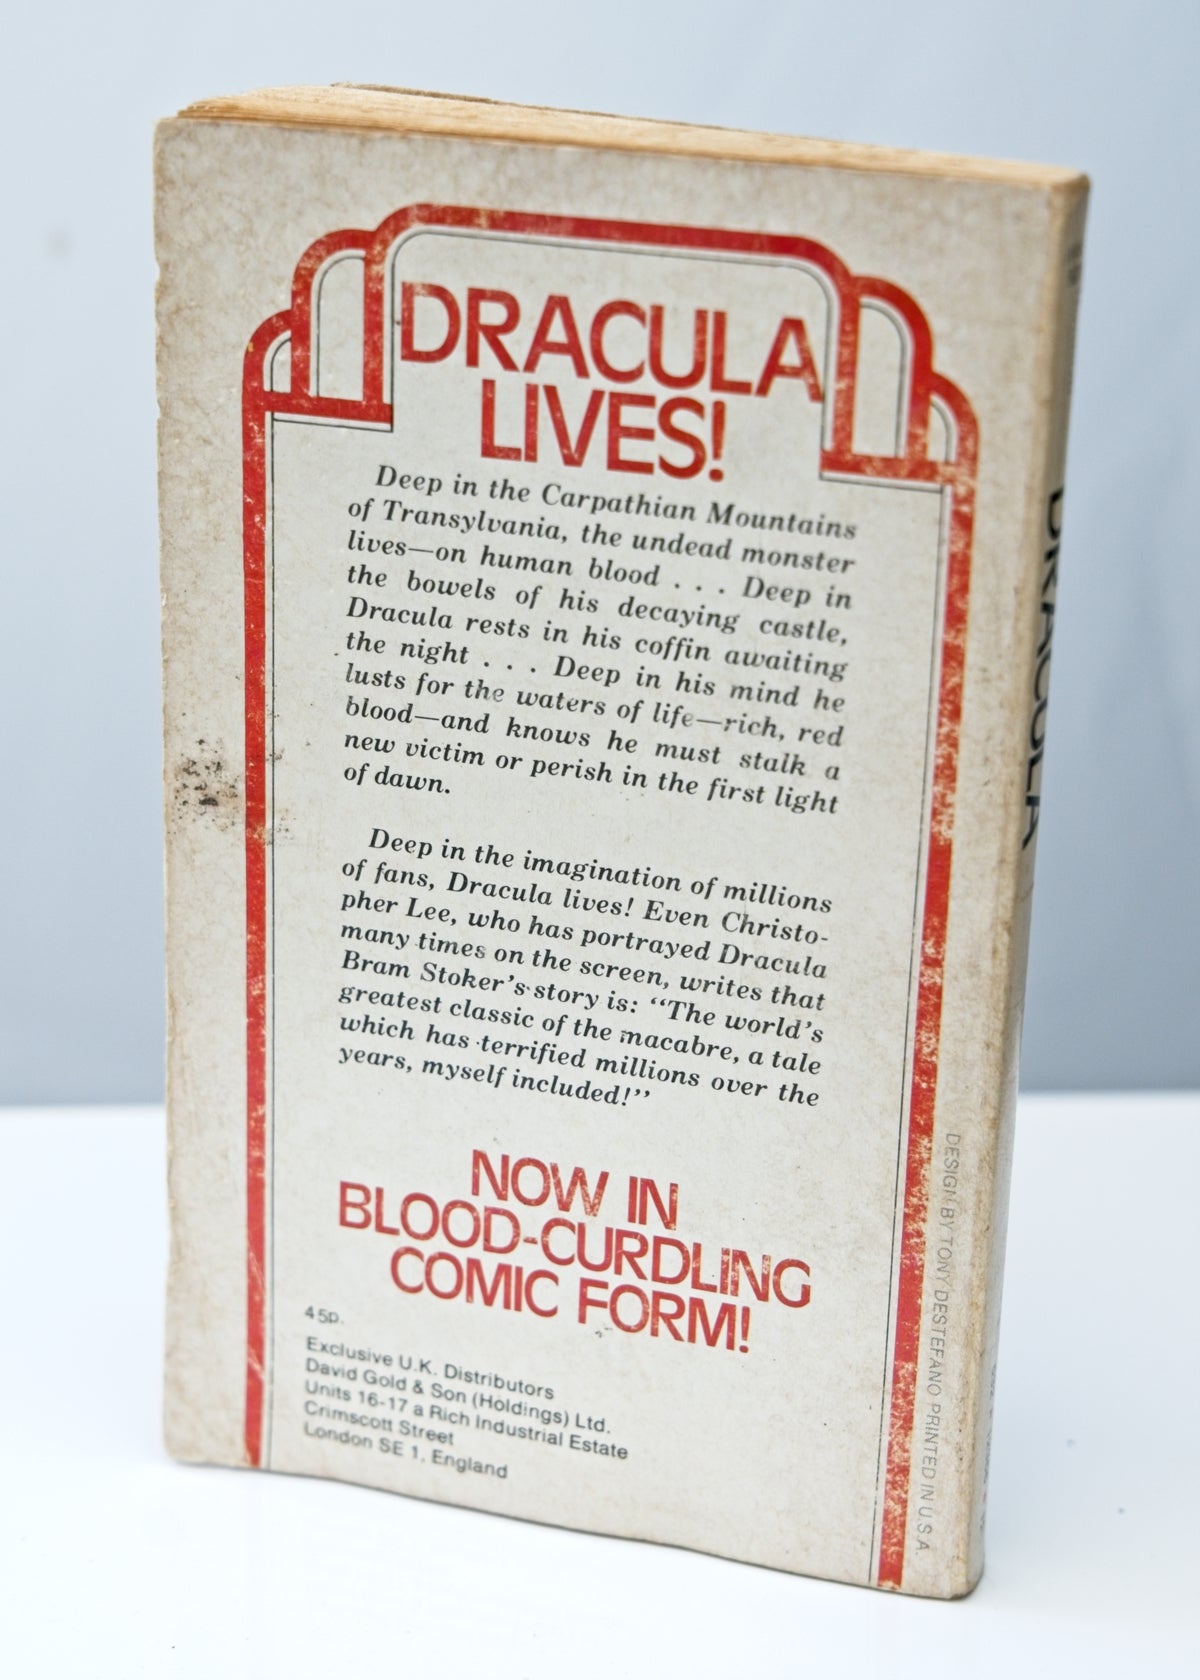 DRACULA
LIVES!
Deep in the Carpathian Mountains
of Transylvania, the undead monster
lives—on human blood . . . Deep in
the bowels of his decaying castle,
Dracula rests in his coffin awaiting
the night . . . Deep in his mind he
lusts for the waters of life—rich, red
blood—and knows he must stalk a
new victim or perish in the first light
of dawn.
Deep in the imagination of millions
of fans, Dracula lives! Even Christo-
pher Lee, who has portrayed Dracula
many times on the screen, writes that
Bram Stoker's story is: “The world's
greatest classic of the macabre, a tale
which has terrified millions over the
years, myself included!”
NOW IN
BLOOD-CURDLING
COMIC FORM!
45p.
Exclusive U.K. Distributors
David Gold & Son (Holdings) Ltd.
Units 16-17 a Rich Industrial Estate
Crimscott Street
London SE 1, England
DESIGN BY TONY DESTEFANO PRINTED IN U.S.A.
DRACULA